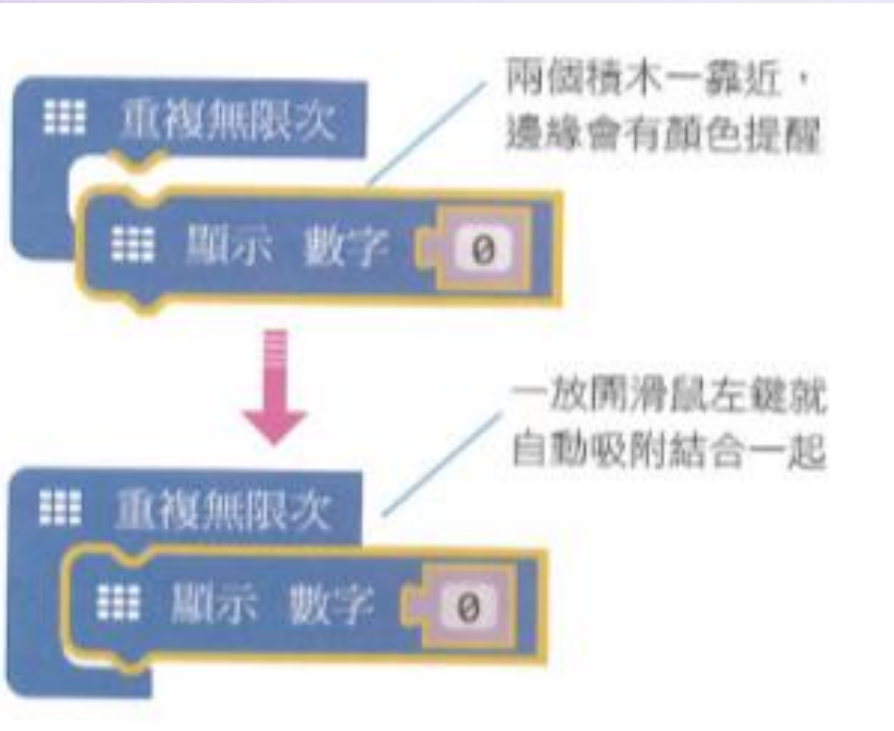 重複無限次
兩個積木一靠近，
邊緣會有顏色提醒
顯示 數字 0
一放開滑鼠左鍵就
自動吸附結合一起
重複無限次
顯示 數字 0